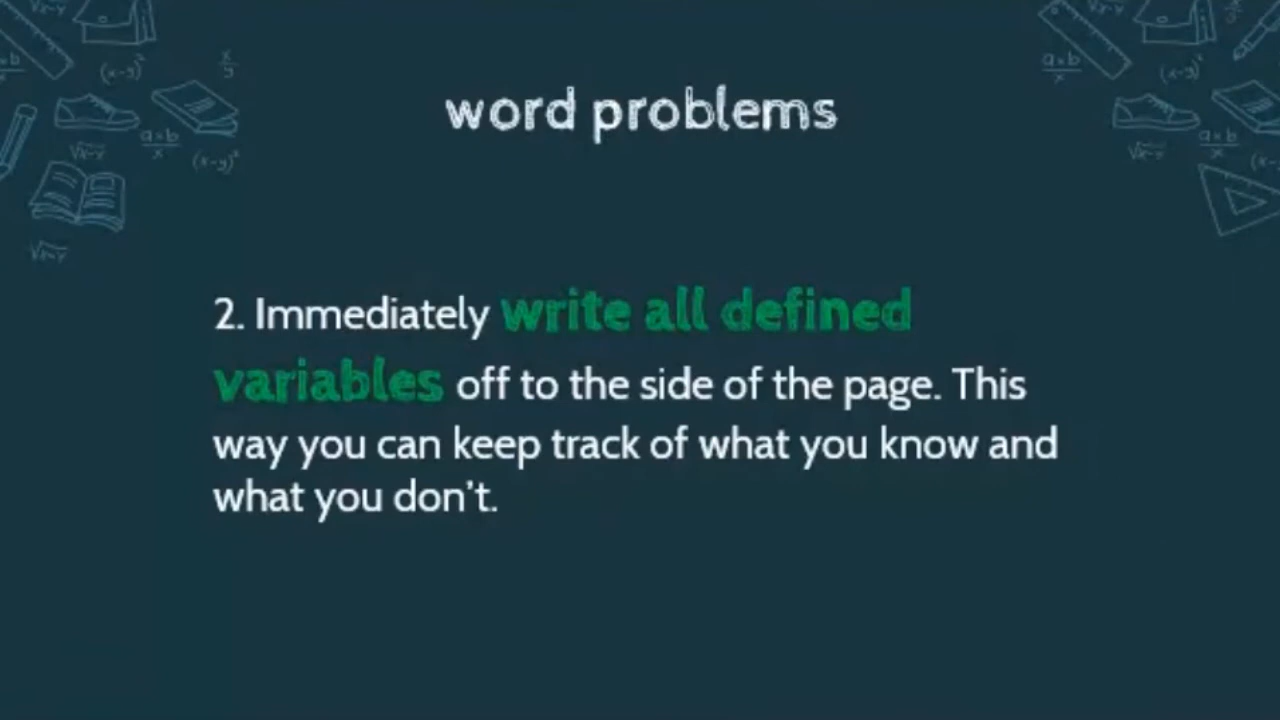 word problems
2. Immediately write all defined
variables off to the side of the page. This
way you can keep track of what you know and
what you don't.